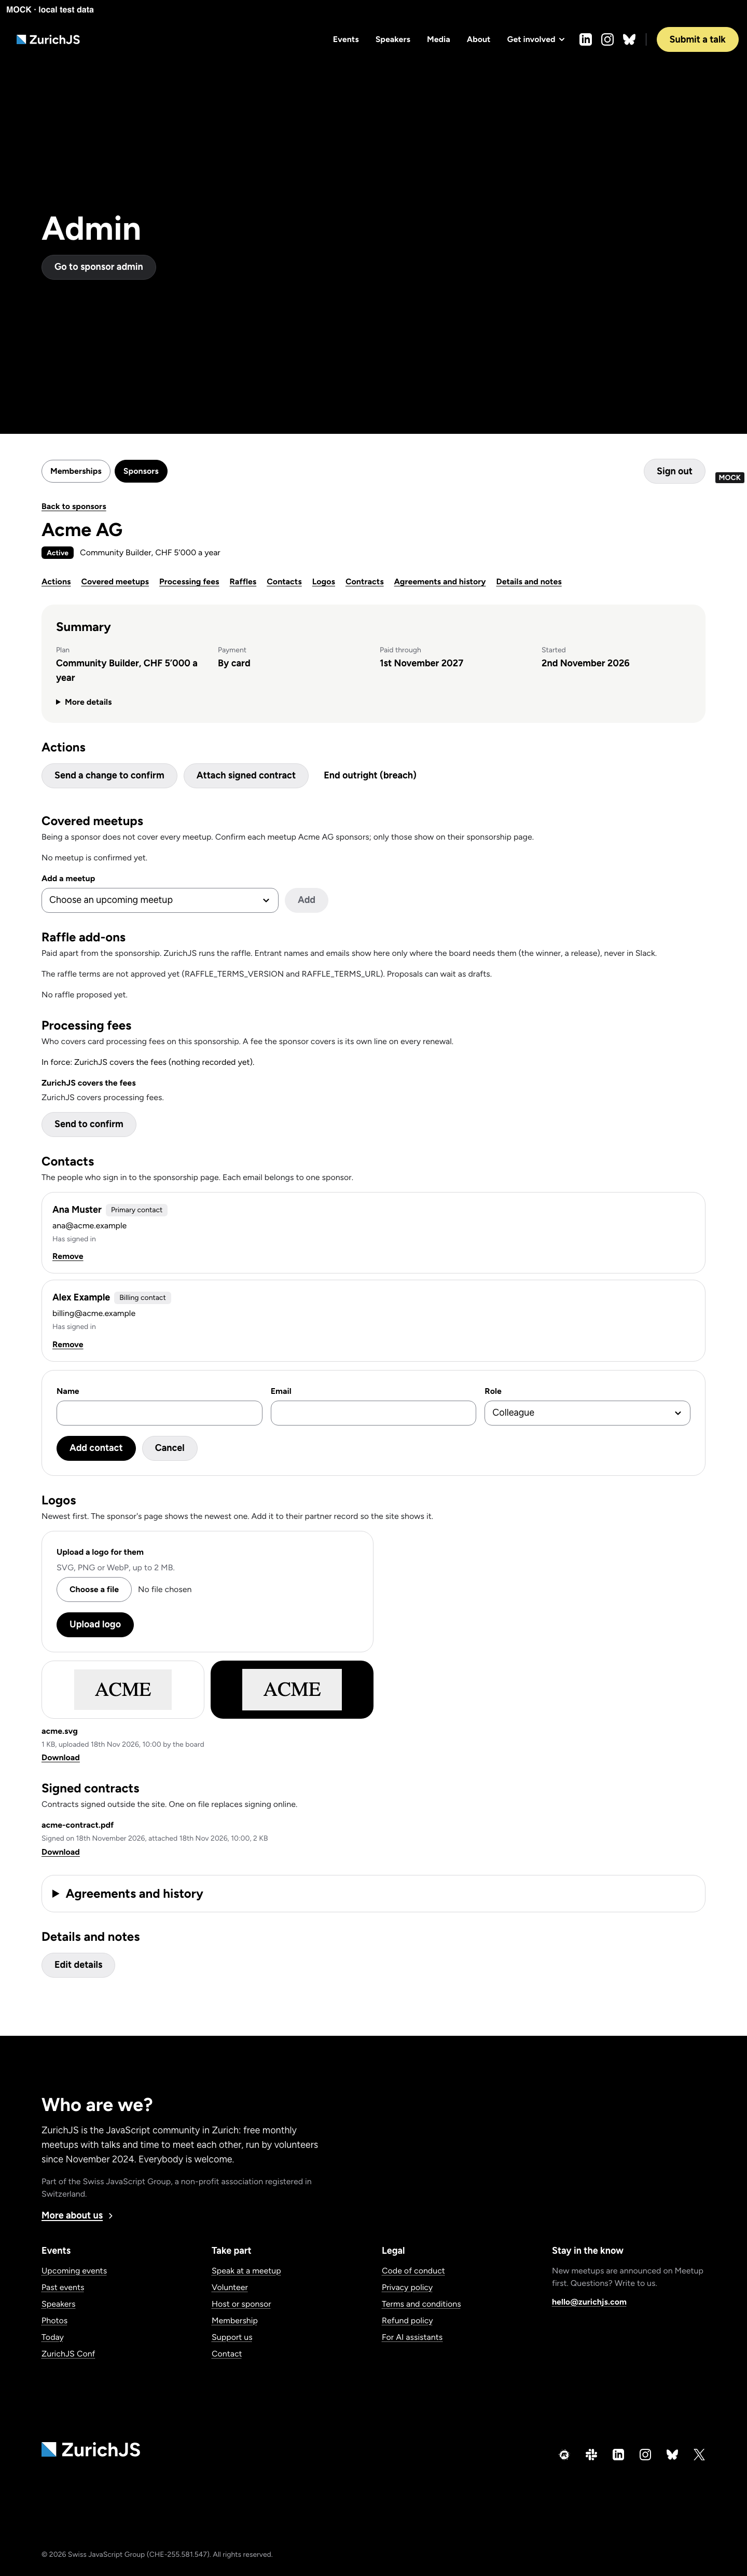 MOCK · local test data
ZurichJS
Events
Speakers
Media
About
Get involved
Submit a talk
Admin
Go to sponsor admin
Memberships
Sponsors
Sign out
MOCK
Back to sponsors
Acme AG
Active
Community Builder, CHF 5'000 a year
Actions
Covered meetups
Processing fees
Raffles
Contacts
Logos
Contracts
Agreements and history
Details and notes
Summary
Plan
Community Builder, CHF 5'000 a
year
Payment
By card
Paid through
1st November 2027
Started
2nd November 2026
More details
Actions
Send a change to confirm
Attach signed contract
End outright (breach)
Covered meetups
Being a sponsor does not cover every meetup. Confirm each meetup Acme AG sponsors; only those show on their sponsorship page.
No meetup is confirmed yet.
Add a meetup
Choose an upcoming meetup
Add
Raffle add-ons
Paid apart from the sponsorship. ZurichJS runs the raffle. Entrant names and emails show here only where the board needs them (the winner, a release), never in Slack.
The raffle terms are not approved yet (RAFFLE_TERMS_VERSION and RAFFLE_TERMS_URL). Proposals can wait as drafts.
No raffle proposed yet.
Processing fees
Who covers card processing fees on this sponsorship. A fee the sponsor covers is its own line on every renewal.
In force: ZurichJS covers the fees (nothing recorded yet).
ZurichJS covers the fees
ZurichJS covers processing fees.
Send to confirm
Contacts
The people who sign in to the sponsorship page. Each email belongs to one sponsor.
Ana Muster
Primary contact
ana@acme.example
Has signed in
Remove
Alex Example
Billing contact
billing@acme.example
Has signed in
Remove
Name
Email
Role
Colleague
Add contact
Cancel
Logos
Newest first. The sponsor's page shows the newest one. Add it to their partner record so the site shows it.
Upload a logo for them
SVG, PNG or WebP, up to 2 MB.
Choose a file
No file chosen
Upload logo
ACME
ACME
acme.svg
1 KB, uploaded 18th Nov 2026, 10:00 by the board
Download
Signed contracts
Contracts signed outside the site. One on file replaces signing online.
acme-contract.pdf
Signed on 18th November 2026, attached 18th Nov 2026, 10:00, 2 KB
Download
Agreements and history
Details and notes
Edit details
Who are we?
ZurichJS is the JavaScript community in Zurich: free monthly
meetups with talks and time to meet each other, run by volunteers
since November 2024. Everybody is welcome.
Part of the Swiss JavaScript Group, a non-profit association registered in
Switzerland.
More about us
Events
Upcoming events
Past events
Speakers
Photos
Today
ZurichJS Conf
Take part
Speak at a meetup
Volunteer
Host or sponsor
Membership
Support us
Contact
Legal
Code of conduct
Privacy policy
Terms and conditions
Refund policy
For AI assistants
Stay in the know
New meetups are announced on Meetup
first. Questions? Write to us.
hello@zurichjs.com
ZurichJS
© 2026 Swiss JavaScript Group (CHE-255.581.547). All rights reserved.